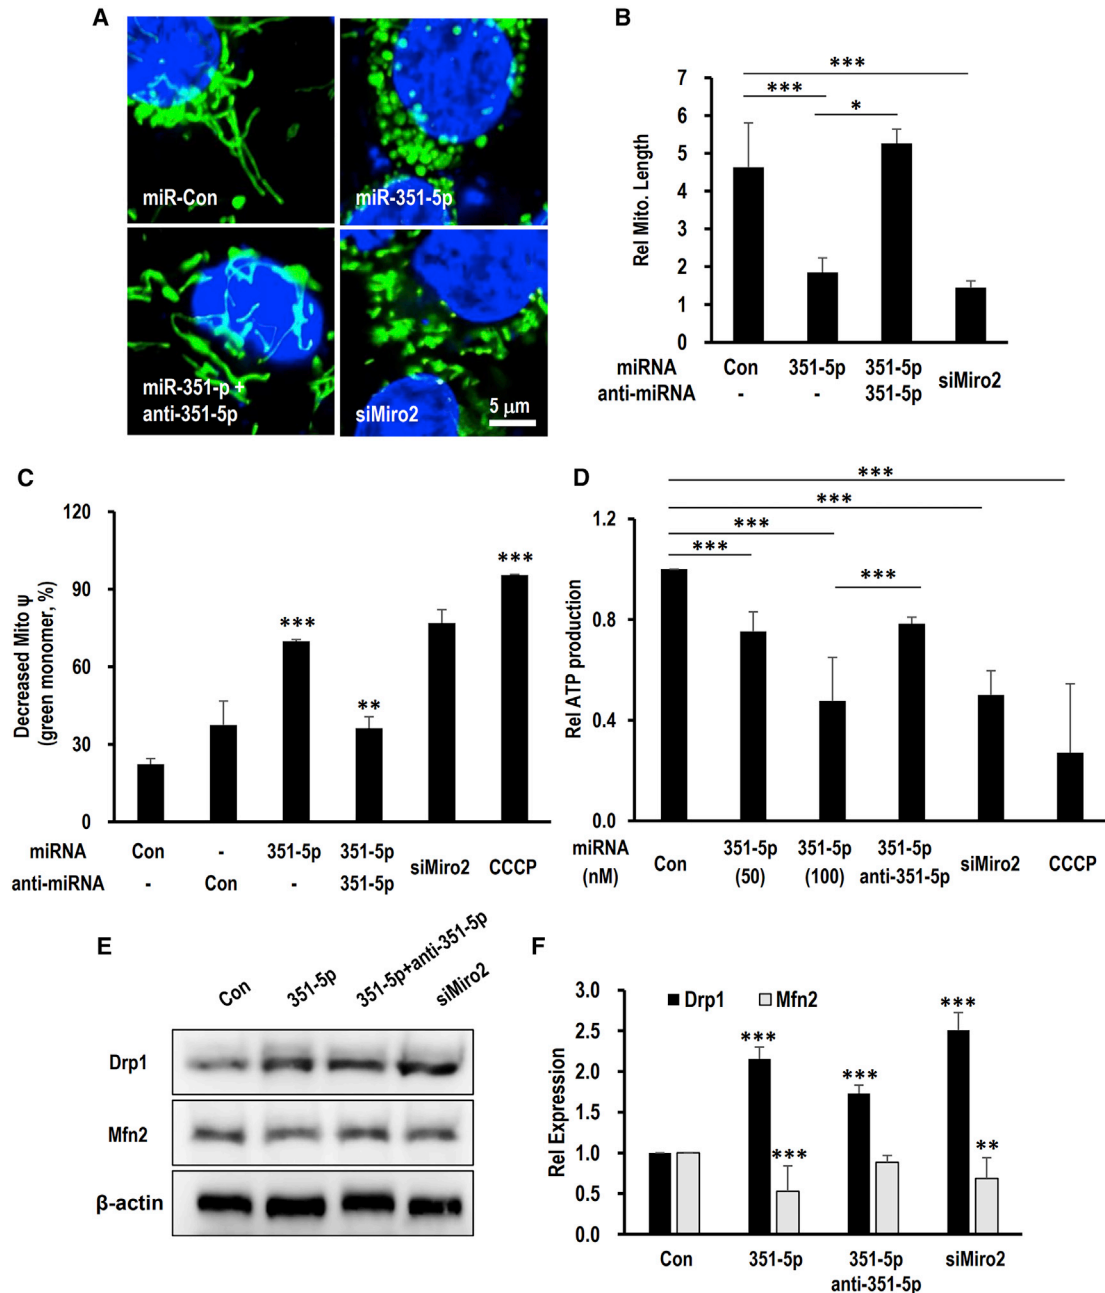 A
miR-Con
miR-351-5p
miR-351-p +
anti-351-5p
siMiro2
5 μm
B
***
***
*
7
6
5
4
3
2
1
0
Rel Mito. Length
miRNA Con 351-5p 351-5p siMiro2
anti-miRNA - - 351-5p
C
120
90
60
30
0
Decreased Mito ψ
(green monomer, %)
***
**
***
miRNA Con - 351-5p 351-5p siMiro2 CCCP
anti-miRNA - Con - 351-5p
D
***
***
***
***
***
1.2
0.8
0.4
0.0
Rel ATP production
miRNA Con 351-5p 351-5p 351-5p siMiro2 CCCP
(nM) (50) (100) anti-351-5p
E
Con
351-5p
351-5p+anti-351-5p
siMiro2
Drp1
Mfn2
β-actin
F
3.0
2.5
2.0
1.5
1.0
0.5
0.0
Rel Expression
Drp1 Mfn2
***
***
***
***
**
Con 351-5p 351-5p siMiro2
anti-351-5p